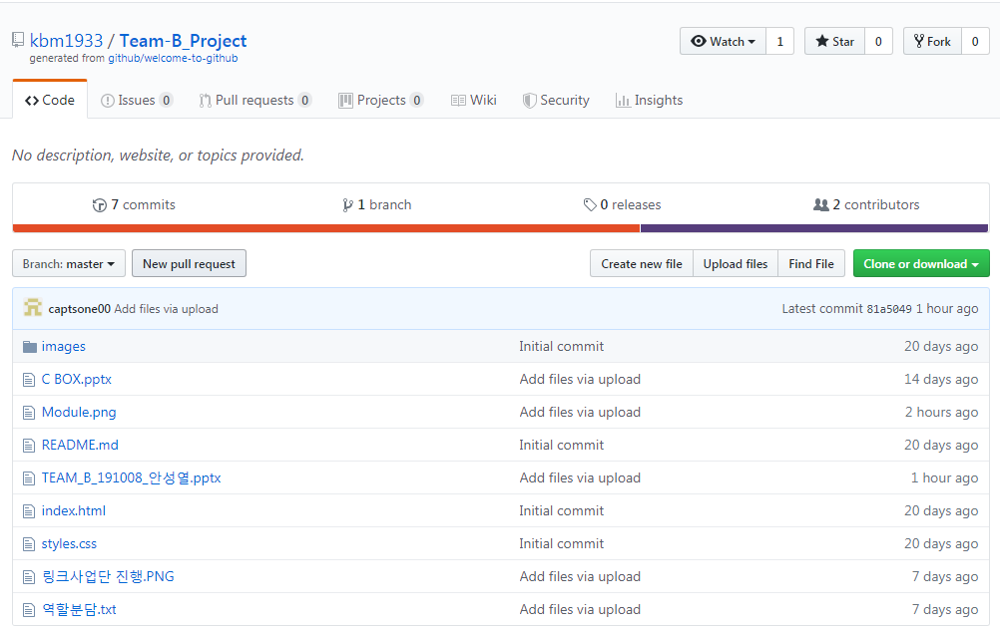 kbm1933 / Team-B_Project
Watch 1 Star 0 Fork 0
generated from github/welcome-to-github
Code Issues 0 Pull requests 0 Projects 0 Wiki Security Insights
No description, website, or topics provided.
7 commits 1 branch 0 releases 2 contributors
Branch: master New pull request Create new file Upload files Find File Clone or download
captsone00 Add files via upload Latest commit 81a5049 1 hour ago
images Initial commit 20 days ago
C BOX.pptx Add files via upload 14 days ago
Module.png Add files via upload 2 hours ago
README.md Initial commit 20 days ago
TEAM_B_191008_안성열.pptx Add files via upload 1 hour ago
index.html Initial commit 20 days ago
styles.css Initial commit 20 days ago
링크사업단 진행.PNG Add files via upload 7 days ago
역할분담.txt Add files via upload 7 days ago